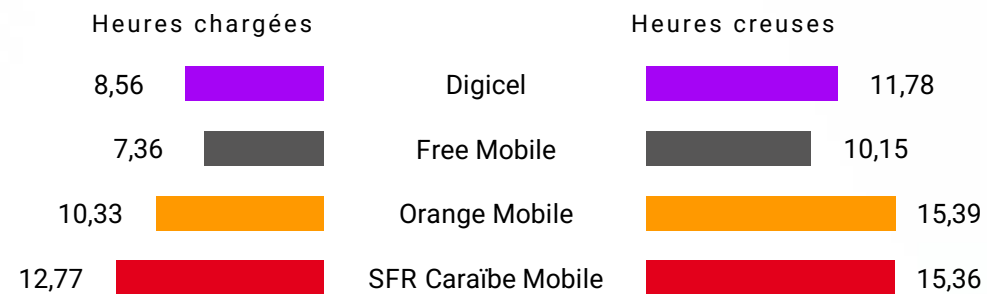 Heures chargées Heures creuses
8,56 Digicel 11,78
7,36 Free Mobile 10,15
10,33 Orange Mobile 15,39
12,77 SFR Caraïbe Mobile 15,36